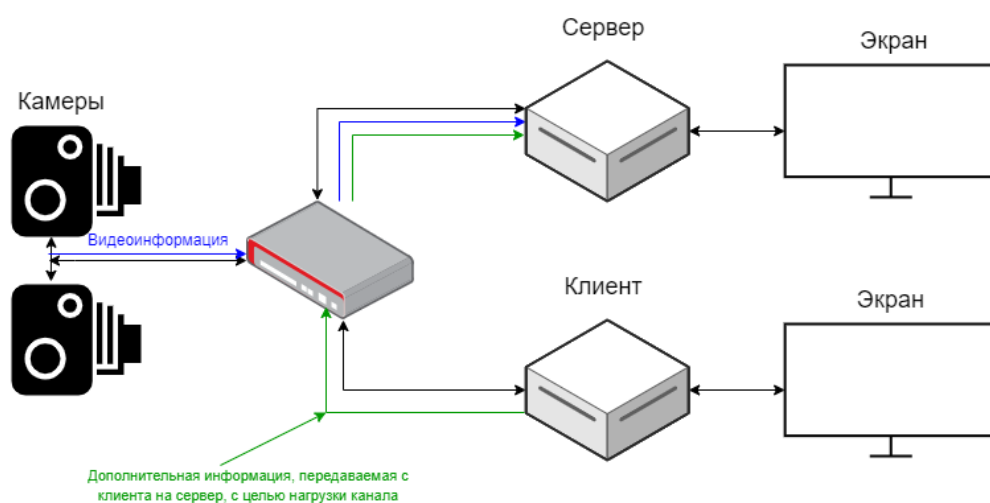 Сервер
Экран
Камеры
Видеоинформация
Клиент
Экран
Дополнительная информация, передаваемая с
клиента на сервер, с целью нагрузки канала